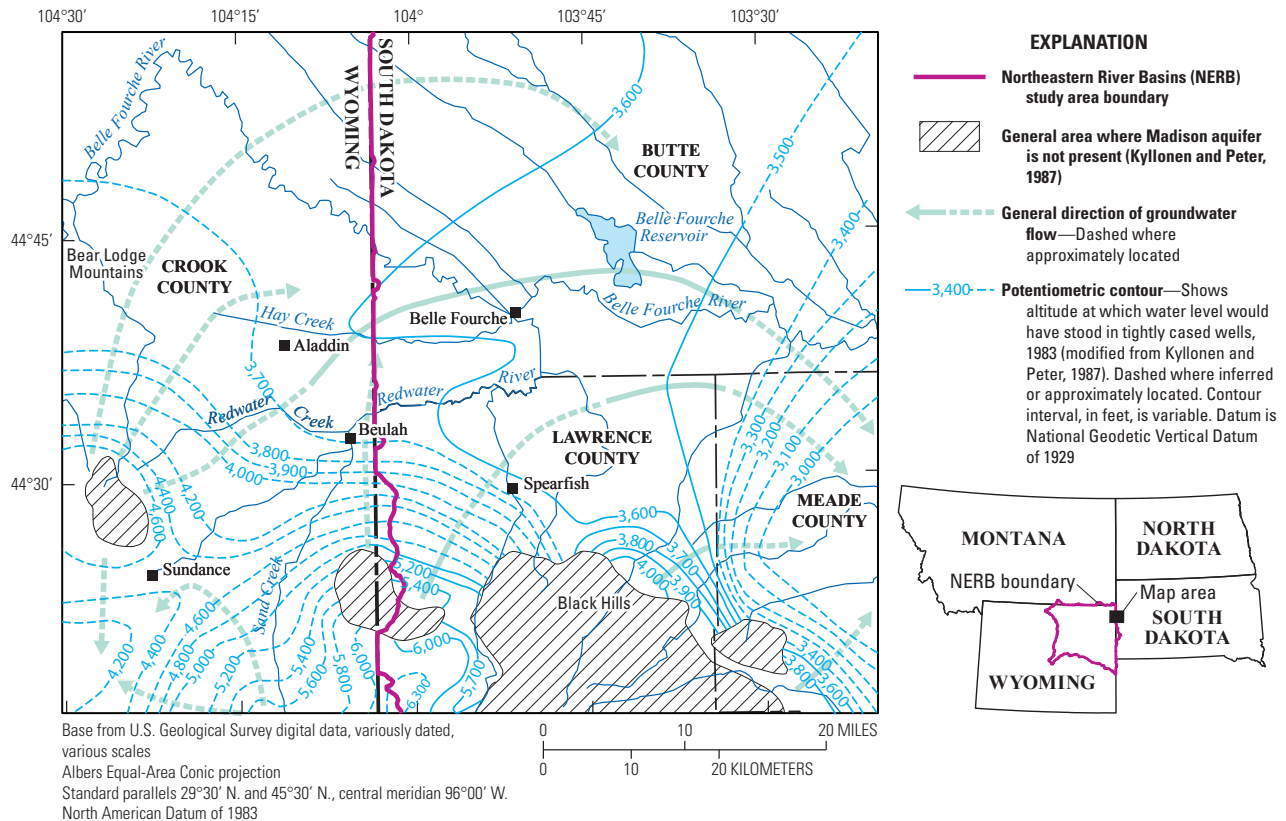 104°30′
104°15′
104°
103°45′
103°30′
44°45′
44°30′
SOUTH DAKOTA
WYOMING
Belle Fourche River
3,600
3,500
3,400
BUTTE
COUNTY
Belle Fourche
Reservoir
Bear Lodge
Mountains
CROOK
COUNTY
Hay Creek
Belle Fourche
Belle Fourche River
Aladdin
3,700
Redwater
Creek
Redwater
River
Beulah
3,800
3,900
4,000
4,200
4,400
4,600
LAWRENCE
COUNTY
Spearfish
3,300
3,200
3,100
3,000
MEADE
COUNTY
3,600
3,800
3,700
4,000
3,900
Sundance
Sand Creek
5,200
5,400
Black Hills
4,600
4,200
4,400
4,800
5,000
5,200
5,400
5,600
5,800
6,000
6,000
6,300
5,700
3,400
3,600
3,800
Base from U.S. Geological Survey digital data, variously dated,
various scales
Albers Equal-Area Conic projection
Standard parallels 29°30′ N. and 45°30′ N., central meridian 96°00′ W.
North American Datum of 1983
0
10
20 MILES
0
10
20 KILOMETERS
EXPLANATION
Northeastern River Basins (NERB)
study area boundary
General area where Madison aquifer
is not present (Kyllonen and Peter,
1987)
General direction of groundwater
flow—Dashed where
approximately located
3,400
Potentiometric contour—Shows
altitude at which water level would
have stood in tightly cased wells,
1983 (modified from Kyllonen and
Peter, 1987). Dashed where inferred
or approximately located. Contour
interval, in feet, is variable. Datum is
National Geodetic Vertical Datum
of 1929
MONTANA
NORTH
DAKOTA
NERB boundary
Map area
SOUTH
DAKOTA
WYOMING